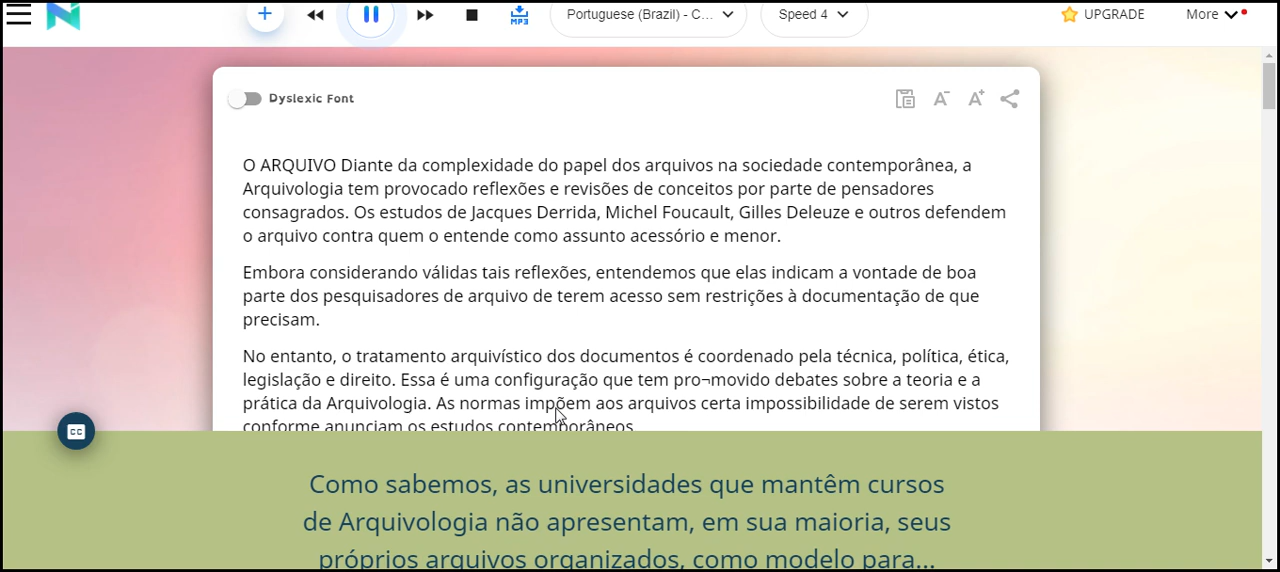 Portuguese (Brazil) - C...
Speed 4
UPGRADE
More
MP3
Dyslexic Font
A-
A+
O ARQUIVO Diante da complexidade do papel dos arquivos na sociedade contemporânea, a
Arquivologia tem provocado reflexões e revisões de conceitos por parte de pensadores
consagrados. Os estudos de Jacques Derrida, Michel Foucault, Gilles Deleuze e outros defendem
o arquivo contra quem o entende como assunto acessório e menor.
Embora considerando válidas tais reflexões, entendemos que elas indicam a vontade de boa
parte dos pesquisadores de arquivo de terem acesso sem restrições à documentação de que
precisam.
No entanto, o tratamento arquivístico dos documentos é coordenado pela técnica, política, ética,
legislação e direito. Essa é uma configuração que tem pro¬movido debates sobre a teoria e a
prática da Arquivologia. As normas impõem aos arquivos certa impossibilidade de serem vistos
conforme anunciam os estudos contemporâneos.
CC
Como sabemos, as universidades que mantêm cursos
de Arquivologia não apresentam, em sua maioria, seus
próprios arquivos organizados, como modelo para...